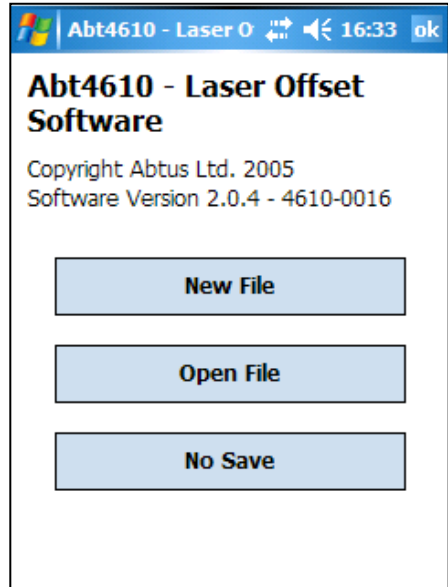 Abt4610 - Laser O 16:33 ok
Abt4610 - Laser Offset
Software
Copyright Abtus Ltd. 2005
Software Version 2.0.4 - 4610-0016
New File
Open File
No Save